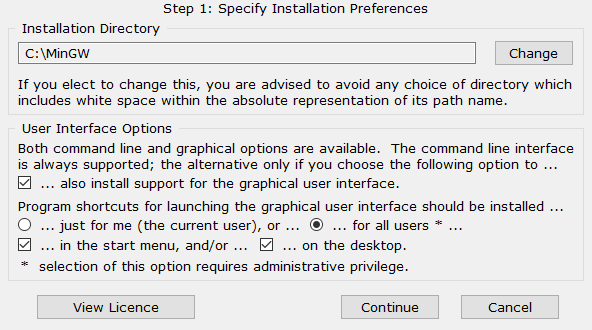 Step 1: Specify Installation Preferences
Installation Directory
C:\MinGW
Change
If you elect to change this, you are advised to avoid any choice of directory which
includes white space within the absolute representation of its path name.
User Interface Options
Both command line and graphical options are available. The command line interface
is always supported; the alternative only if you choose the following option to ...
... also install support for the graphical user interface.
Program shortcuts for launching the graphical user interface should be installed ...
... just for me (the current user), or ... ... for all users * ...
... in the start menu, and/or ... ... on the desktop.
* selection of this option requires administrative privilege.
View Licence Continue Cancel